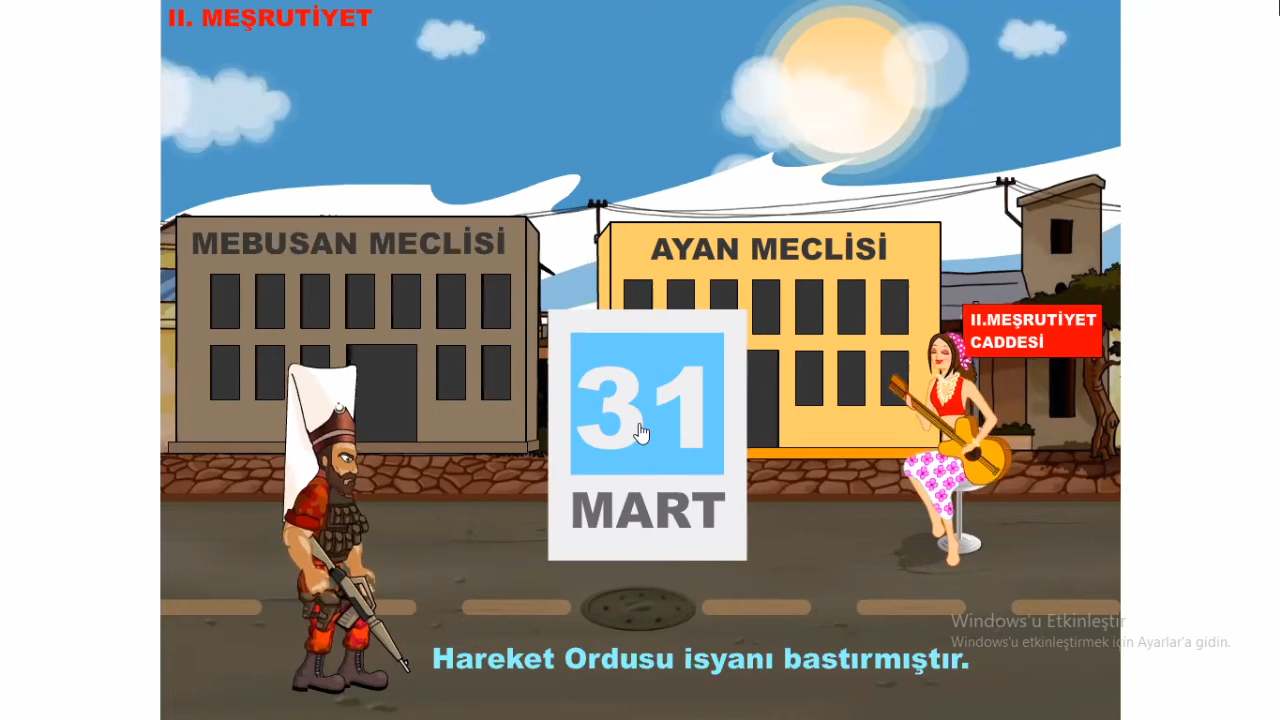 II. MEŞRUTİYET
MEBUSAN MECLİSİ
AYAN MECLİSİ
II.MEŞRUTİYET
CADDESİ
31
MART
Windows'u Etkinleştir
Windows'u etkinleştirmek için Ayarlar'a gidin.
Hareket Ordusu isyanı bastırmıştır.